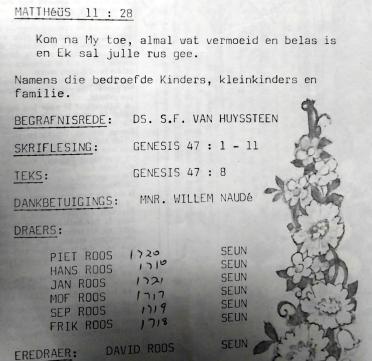 MATTHéüS 11 : 28
Kom na My toe, almal wat vermoeid en belas is
en Ek sal julle rus gee.
Namens die bedroefde Kinders, kleinkinders en
familie.
BEGRAFNISREDE: DS. S.F. VAN HUYSSTEEN
SKRIFLESING: GENESIS 47 : 1 - 11
TEKS: GENESIS 47 : 8
DANKBETUIGINGS: MNR. WILLEM NAUDé
DRAERS:
PIET ROOS 1720 SEUN
HANS ROOS 1716 SEUN
JAN ROOS 1721 SEUN
MOF ROOS 1717 SEUN
SEP ROOS 1719 SEUN
FRIK ROOS 1718 SEUN
EREDRAER: DAVID ROOS SEUN